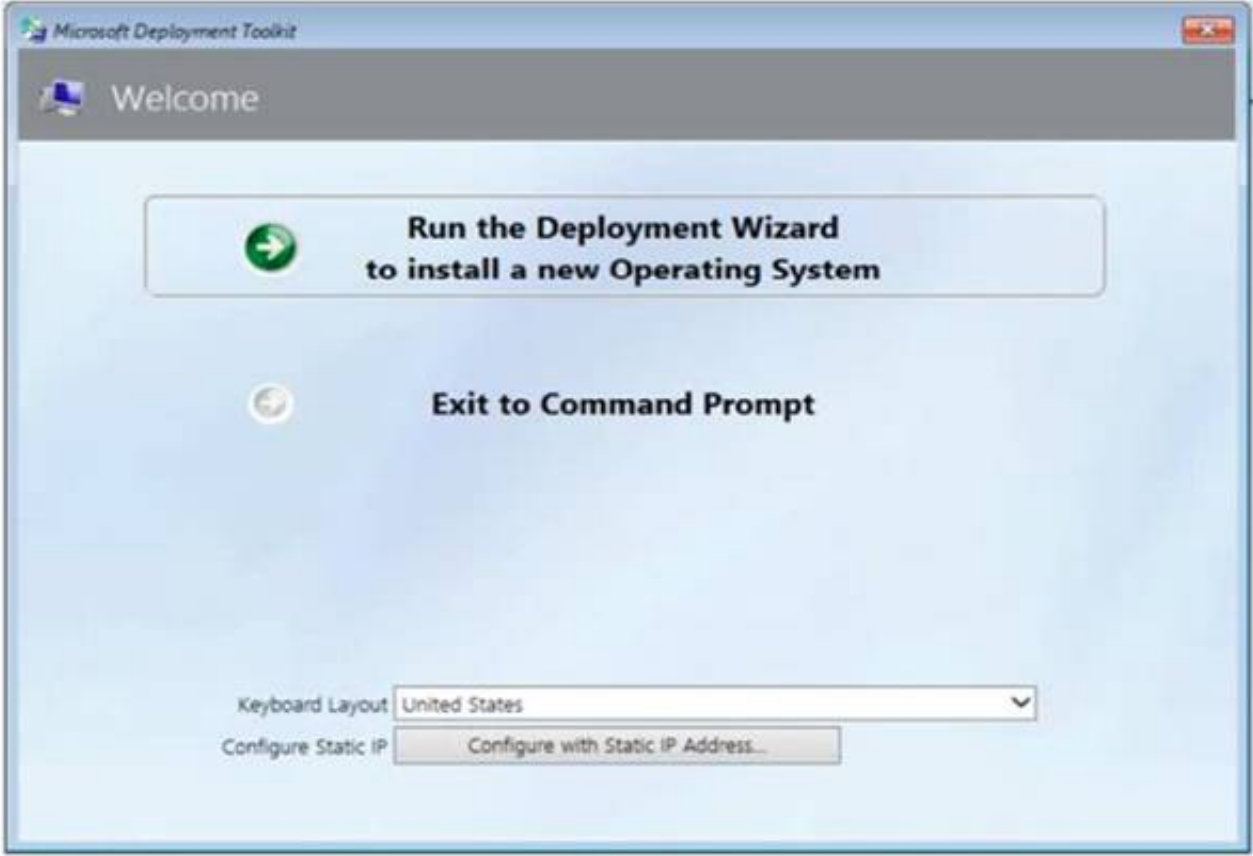 Microsoft Deployment Toolkit
Welcome
Run the Deployment Wizard
to install a new Operating System
Exit to Command Prompt
Keyboard Layout United States
Configure Static IP Configure with Static IP Address...